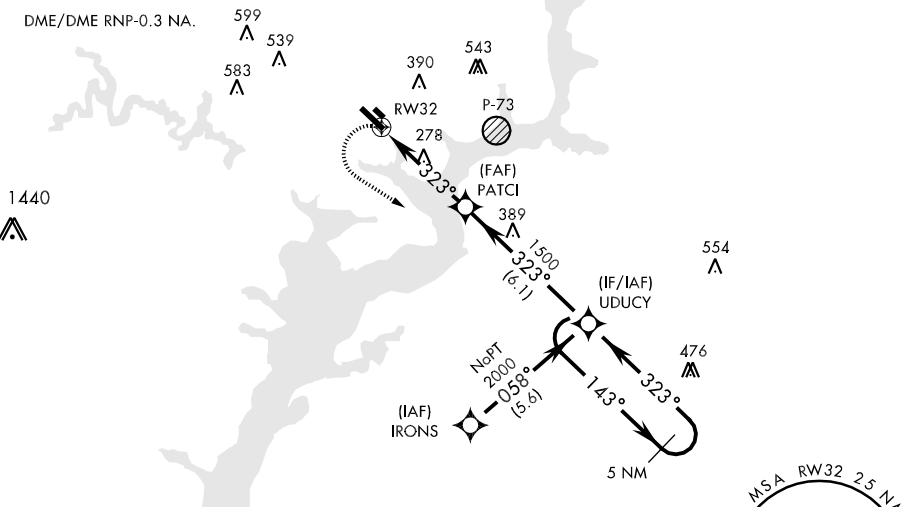 DME/DME RNP-0.3 NA.
599
539
583
390
543
RW32
P-73
278
323°
(FAF)
PATCI
1440
389
1500
323°
(6.1)
554
(IF/IAF)
UDUCY
NoPT
2000
058°
(5.6)
476
323°
143°
(IAF)
IRONS
5 NM
MSA RW32 25 N